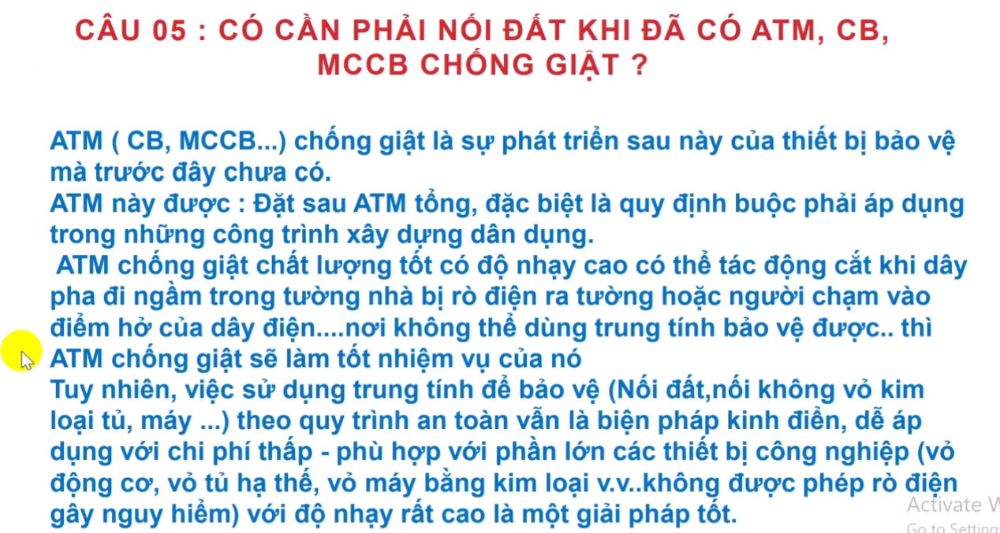 CÂU 05 : CÓ CẦN PHẢI NỐI ĐẤT KHI ĐÃ CÓ ATM, CB,
MCCB CHỐNG GIẬT ?
ATM ( CB, MCCB...) chống giật là sự phát triển sau này của thiết bị bảo vệ
mà trước đây chưa có.
ATM này được : Đặt sau ATM tổng, đặc biệt là quy định buộc phải áp dụng
trong những công trình xây dựng dân dụng.
ATM chống giật chất lượng tốt có độ nhạy cao có thể tác động cắt khi dây
pha đi ngầm trong tường nhà bị rò điện ra tường hoặc người chạm vào
điểm hở của dây điện....nơi không thể dùng trung tính bảo vệ được.. thì
ATM chống giật sẽ làm tốt nhiệm vụ của nó
Tuy nhiên, việc sử dụng trung tính để bảo vệ (Nối đất,nối không vỏ kim
loại tủ, máy ...) theo quy trình an toàn vẫn là biện pháp kinh điển, dễ áp
dụng với chi phí thấp - phù hợp với phần lớn các thiết bị công nghiệp (vỏ
động cơ, vỏ tủ hạ thế, vỏ máy bằng kim loại v.v..không được phép rò điện
gây nguy hiểm) với độ nhạy rất cao là một giải pháp tốt.
Activate W
Go to Setting